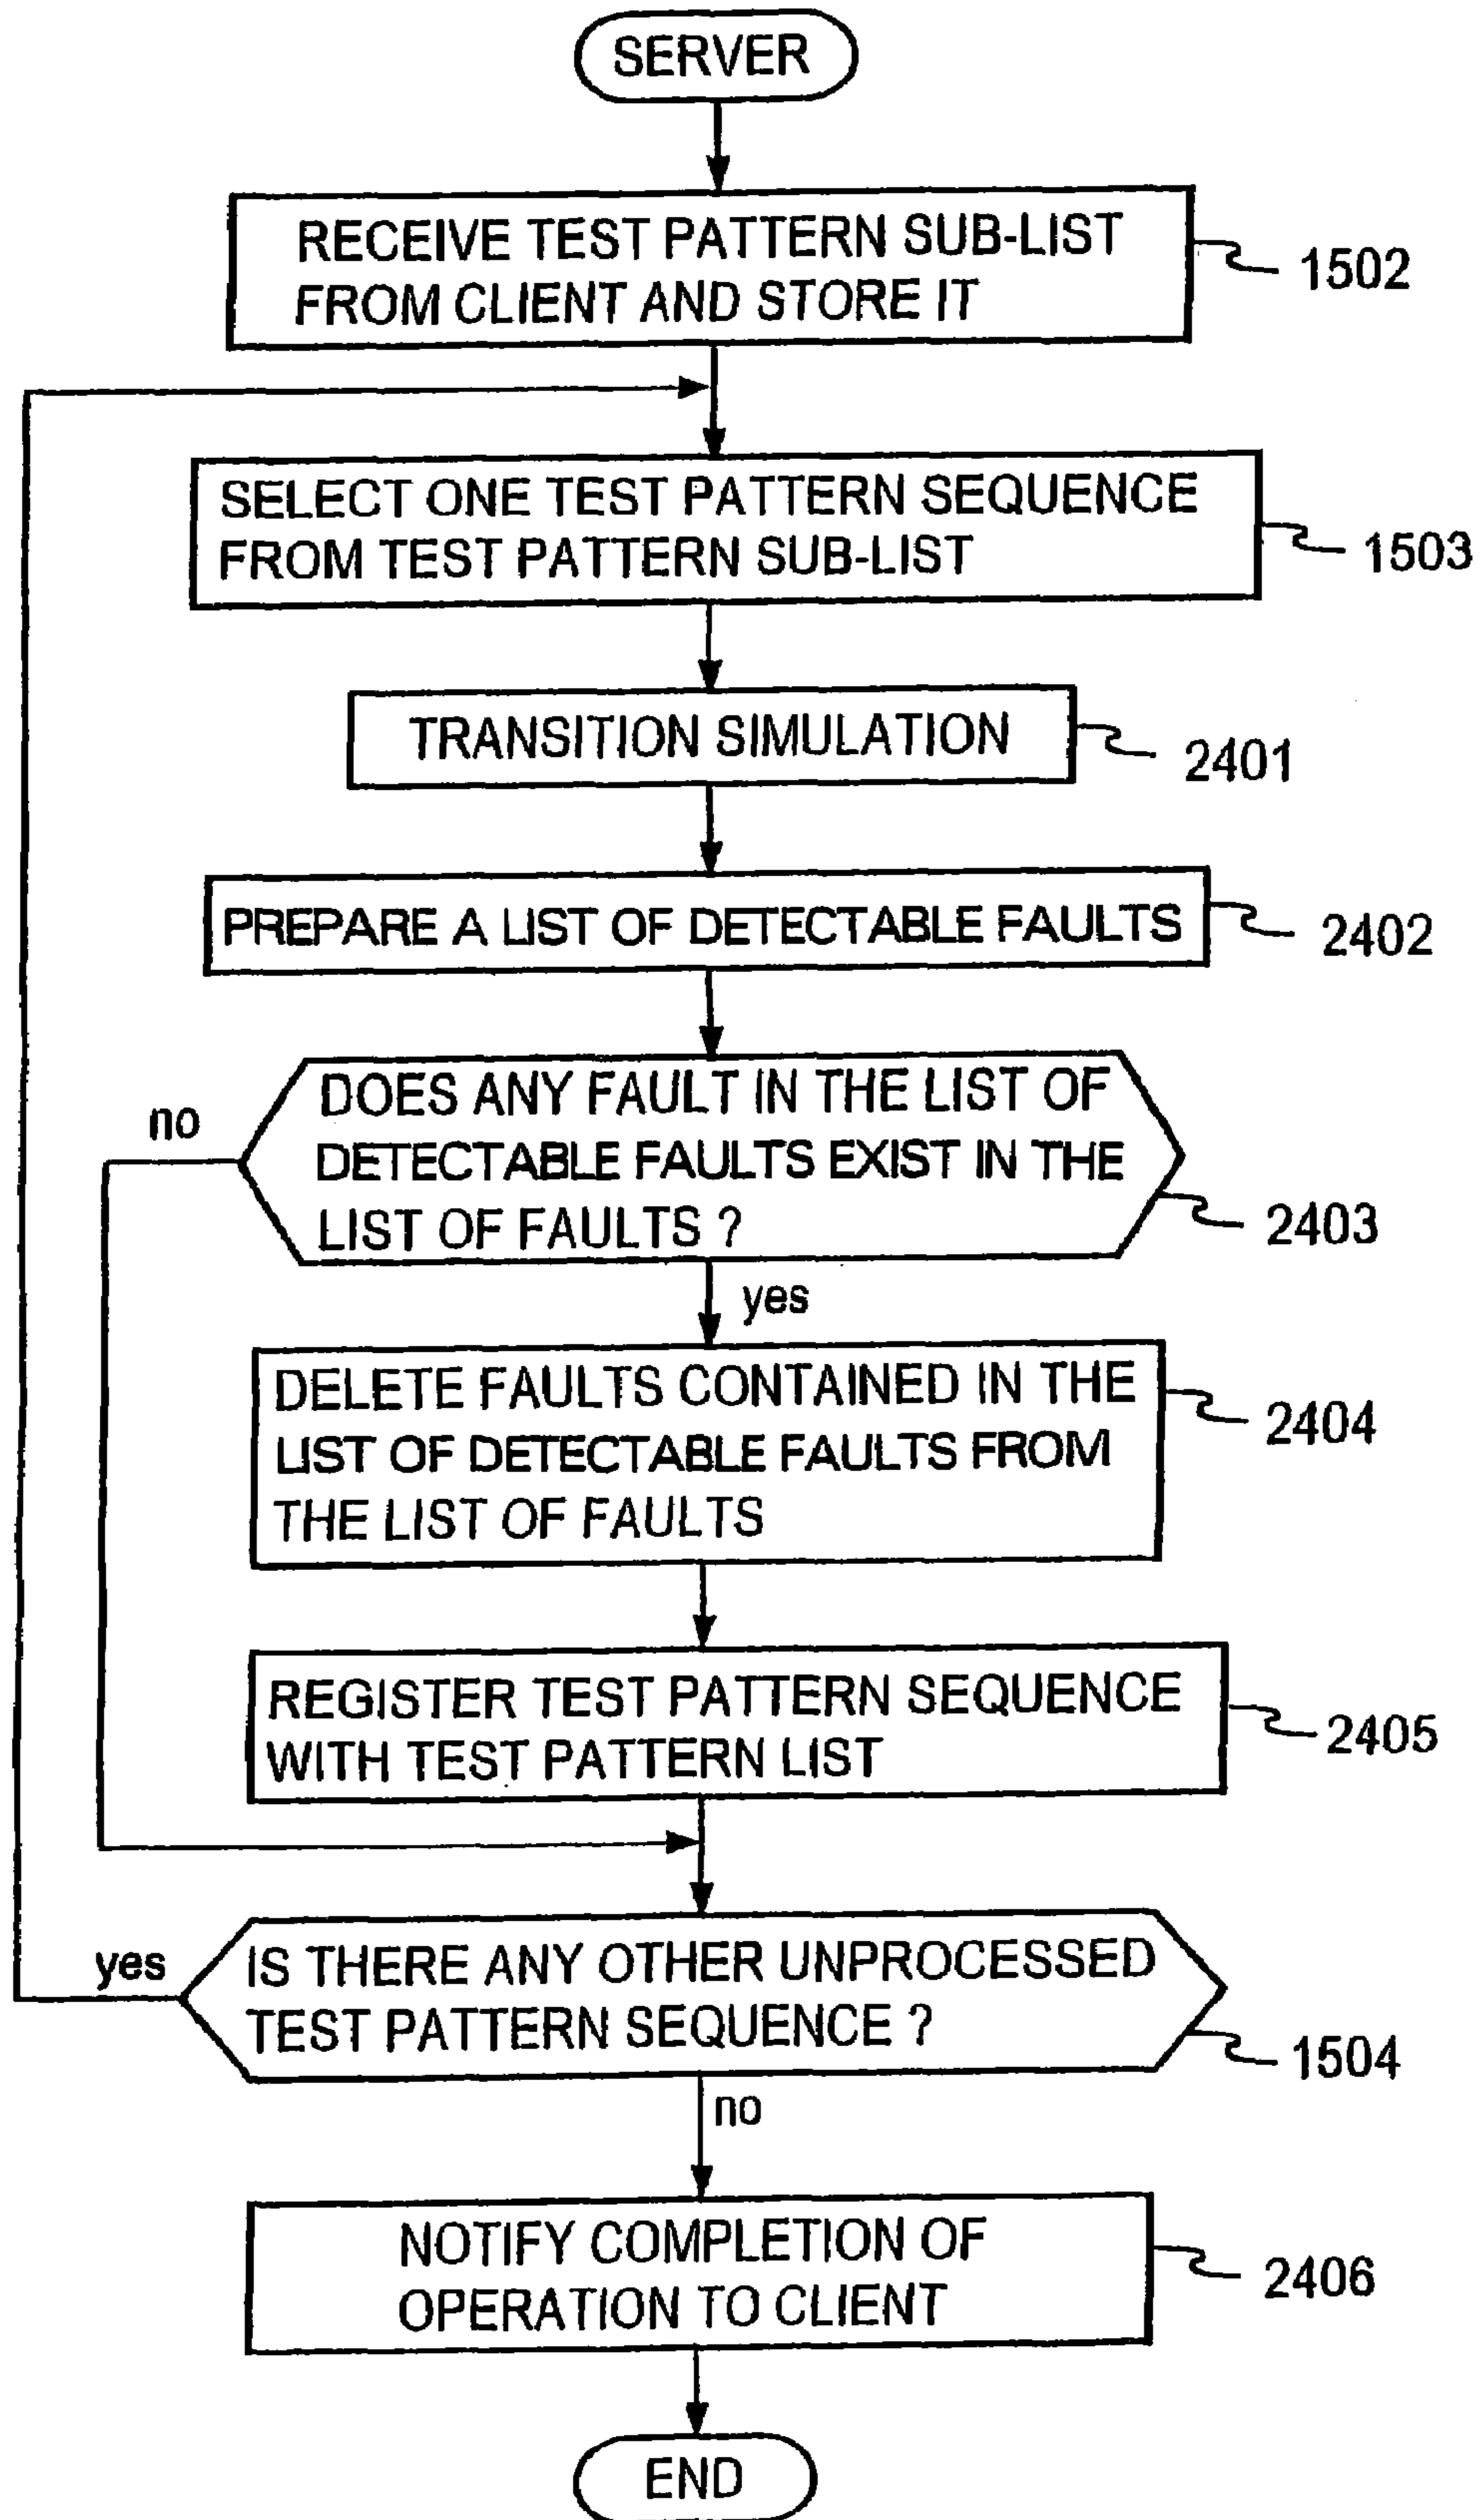 SERVER
RECEIVE TEST PATTERN SUB-LIST
FROM CLIENT AND STORE IT
1502
SELECT ONE TEST PATTERN SEQUENCE
FROM TEST PATTERN SUB-LIST
1503
TRANSITION SIMULATION
2401
PREPARE A LIST OF DETECTABLE FAULTS
2402
DOES ANY FAULT IN THE LIST OF
DETECTABLE FAULTS EXIST IN THE
LIST OF FAULTS ?
no
2403
yes
DELETE FAULTS CONTAINED IN THE
LIST OF DETECTABLE FAULTS FROM
THE LIST OF FAULTS
2404
REGISTER TEST PATTERN SEQUENCE
WITH TEST PATTERN LIST
2405
yes
IS THERE ANY OTHER UNPROCESSED
TEST PATTERN SEQUENCE ?
1504
no
NOTIFY COMPLETION OF
OPERATION TO CLIENT
2406
END